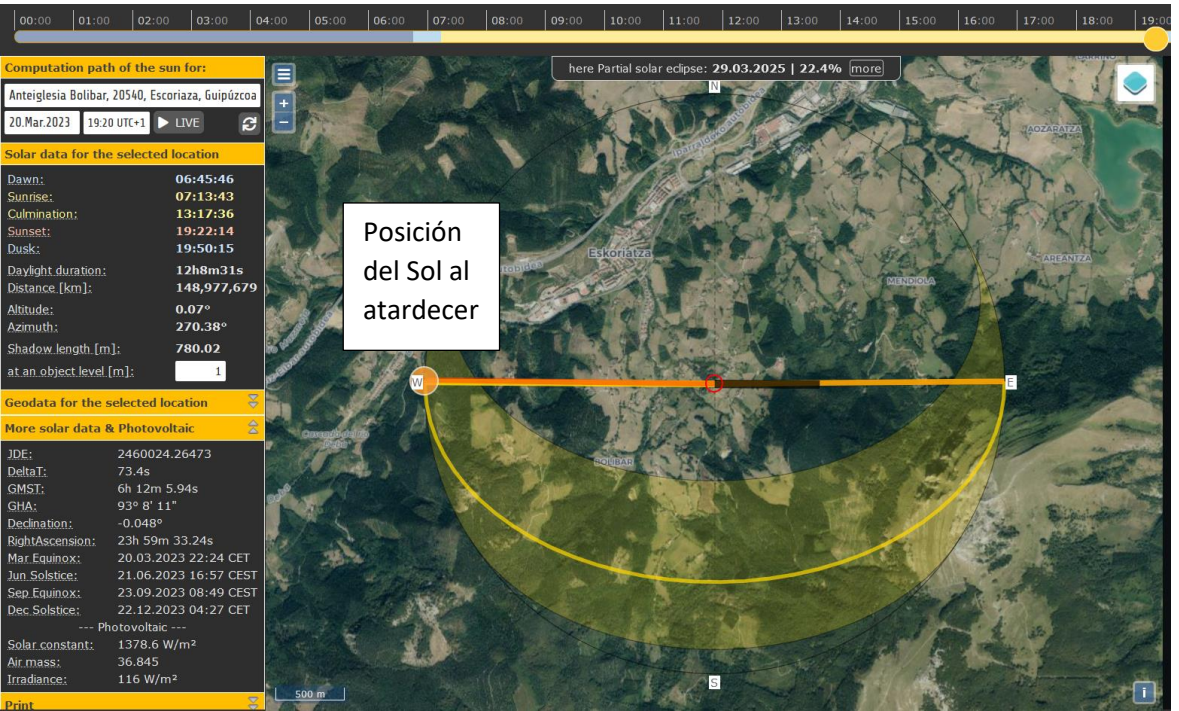 00:00 01:00 02:00 03:00 04:00 05:00 06:00 07:00 08:00 09:00 10:00 11:00 12:00 13:00 14:00 15:00 16:00 17:00 18:00 19:00
Computation path of the sun for:
Anteiglesia Bolibar, 20540, Escoriaza, Guipúzcoa
20.Mar.2023 19:20 UTC+1 LIVE
Solar data for the selected location
Dawn: 06:45:46
Sunrise: 07:13:43
Culmination: 13:17:36
Sunset: 19:22:14
Dusk: 19:50:15
Daylight duration: 12h8m31s
Distance [km]: 148,977,679
Altitude: 0.07°
Azimuth: 270.38°
Shadow length [m]: 780.02
at an object level [m]: 1
Geodata for the selected location
More solar data & Photovoltaic
JDE: 2460024.26473
DeltaT: 73.4s
GMST: 6h 12m 5.94s
GHA: 93° 8' 11"
Declination: -0.048°
RightAscension: 23h 59m 33.24s
Mar Equinox: 20.03.2023 22:24 CET
Jun Solstice: 21.06.2023 16:57 CEST
Sep Equinox: 23.09.2023 08:49 CEST
Dec Solstice: 22.12.2023 04:27 CET
--- Photovoltaic ---
Solar constant: 1378.6 W/m²
Air mass: 36.845
Irradiance: 116 W/m²
Print
here Partial solar eclipse: 29.03.2025 | 22.4% more
+
−
N
AOZARATZA
Iparraldeko autobidea
Posición
del Sol al
atardecer
Eskoriatza
AREANTZA
MENDIOLA
W
E
BOLIBAR
S
500 m
i